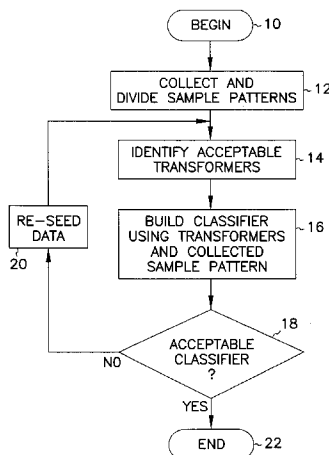 BEGIN
10
COLLECT AND
DIVIDE SAMPLE PATTERNS
12
IDENTIFY ACCEPTABLE
TRANSFORMERS
14
RE-SEED
DATA
20
BUILD CLASSIFIER
USING TRANSFORMERS
AND COLLECTED
SAMPLE PATTERN
16
ACCEPTABLE
CLASSIFIER
?
18
NO
YES
END
22